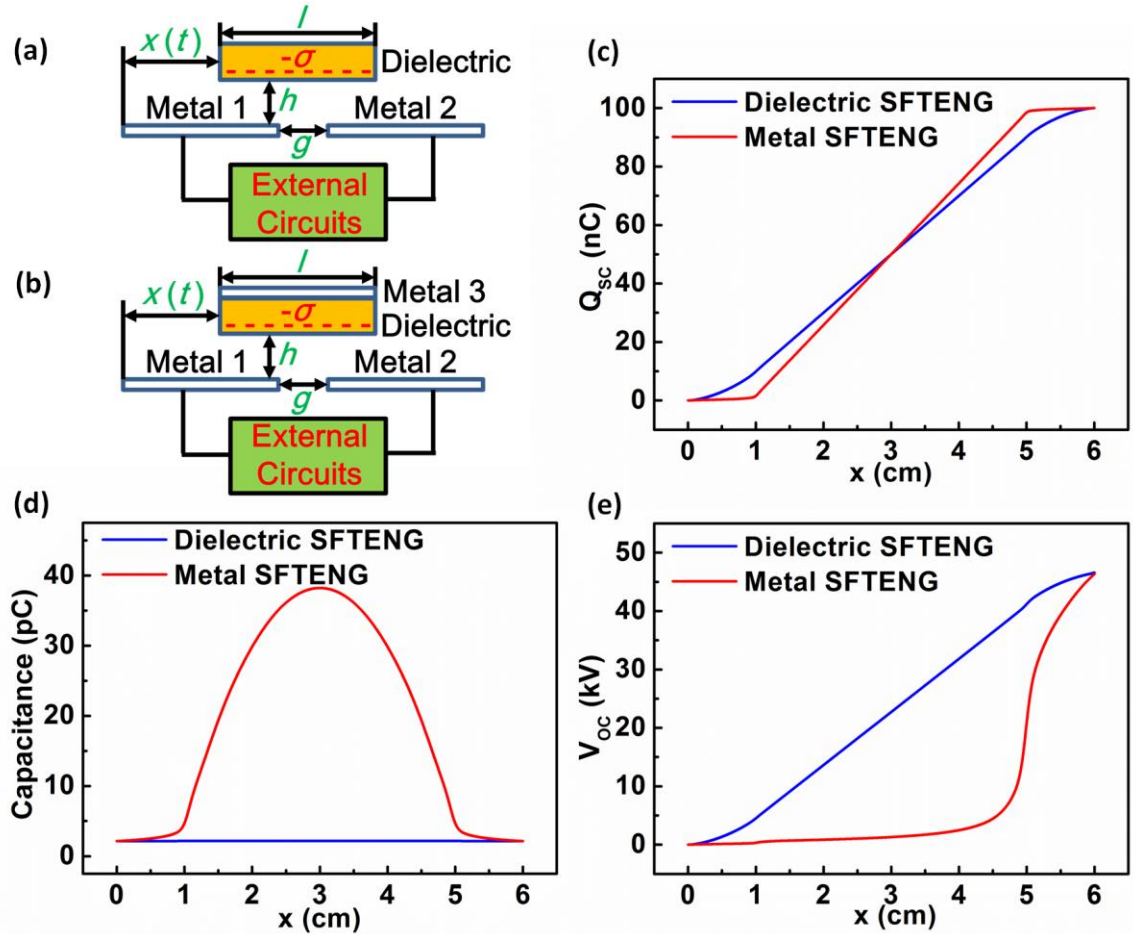 (a)
l
x(t)
-σ
Dielectric
h
Metal 1
Metal 2
g
External
Circuits
(b)
l
x(t)
Metal 3
-σ
Dielectric
h
Metal 1
Metal 2
g
External
Circuits
(c)
Dielectric SFTENG
Metal SFTENG
Q_SC (nC)
100
80
60
40
20
0
0 1 2 3 4 5 6
x (cm)
(d)
Dielectric SFTENG
Metal SFTENG
Capacitance (pC)
40
30
20
10
0
0 1 2 3 4 5 6
x (cm)
(e)
Dielectric SFTENG
Metal SFTENG
V_OC (kV)
50
40
30
20
10
0
0 1 2 3 4 5 6
x (cm)